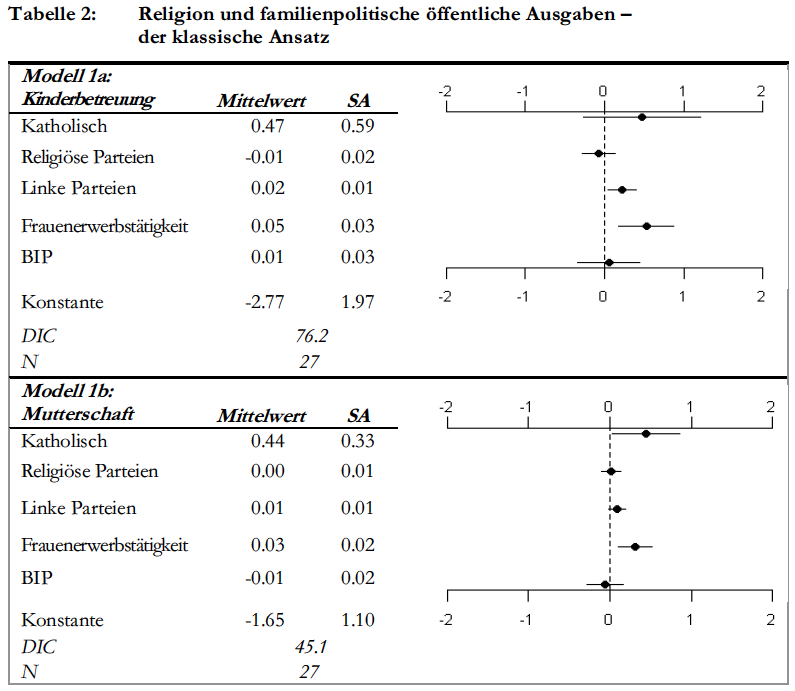 Tabelle 2: Religion und familienpolitische öffentliche Ausgaben –
der klassische Ansatz
Modell 1a:
Kinderbetreuung Mittelwert SA
-2 -1 0 1 2
Katholisch 0.47 0.59
Religiöse Parteien -0.01 0.02
Linke Parteien 0.02 0.01
Frauenerwerbstätigkeit 0.05 0.03
BIP 0.01 0.03
Konstante -2.77 1.97
-2 -1 0 1 2
DIC 76.2
N 27
Modell 1b:
Mutterschaft Mittelwert SA
-2 -1 0 1 2
Katholisch 0.44 0.33
Religiöse Parteien 0.00 0.01
Linke Parteien 0.01 0.01
Frauenerwerbstätigkeit 0.03 0.02
BIP -0.01 0.02
Konstante -1.65 1.10
-2 -1 0 1 2
DIC 45.1
N 27